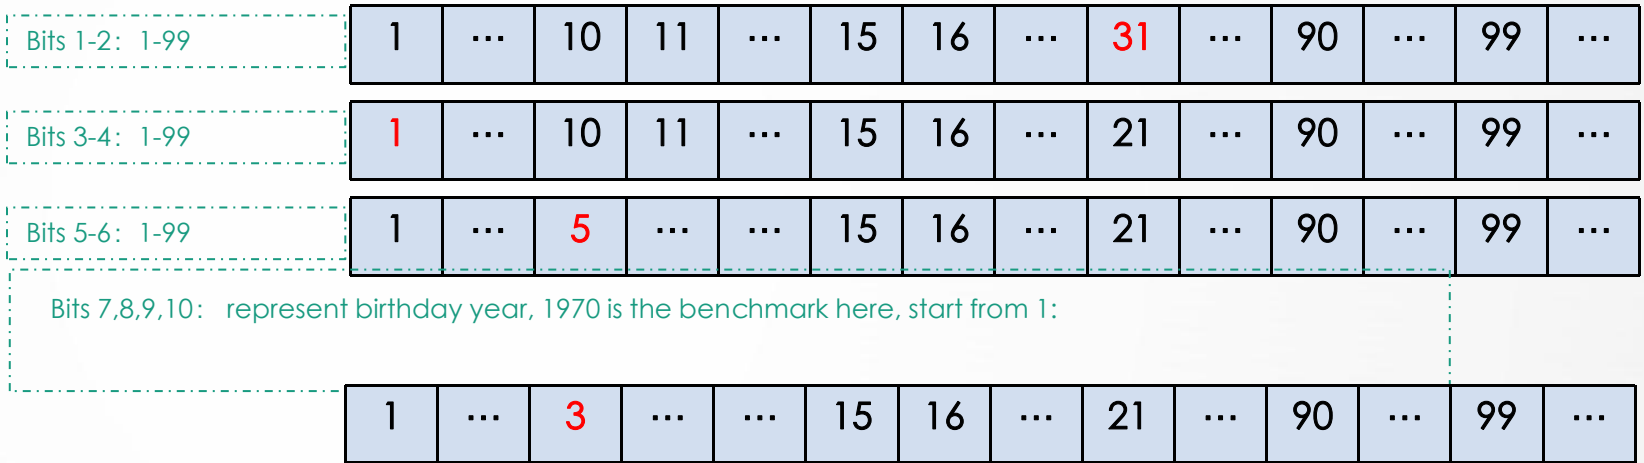 Bits 1-2: 1-99 1 ... 10 11 ... 15 16 ... 31 ... 90 ... 99 ...
Bits 3-4: 1-99 1 ... 10 11 ... 15 16 ... 21 ... 90 ... 99 ...
Bits 5-6: 1-99 1 ... 5 ... ... 15 16 ... 21 ... 90 ... 99 ...
Bits 7,8,9,10: represent birthday year, 1970 is the benchmark here, start from 1:
1 ... 3 ... ... 15 16 ... 21 ... 90 ... 99 ...